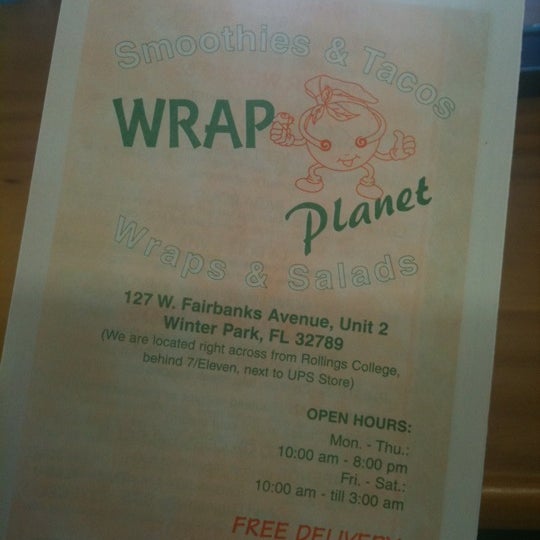 Smoothies & Tacos
WRAP
Planet
Wraps & Salads
127 W. Fairbanks Avenue, Unit 2
Winter Park, FL 32789
(We are located right across from Rollings College,
behind 7/Eleven, next to UPS Store)
OPEN HOURS:
Mon. - Thu.:
10:00 am - 8:00 pm
Fri. - Sat.:
10:00 am - till 3:00 am
FREE DELIVERY